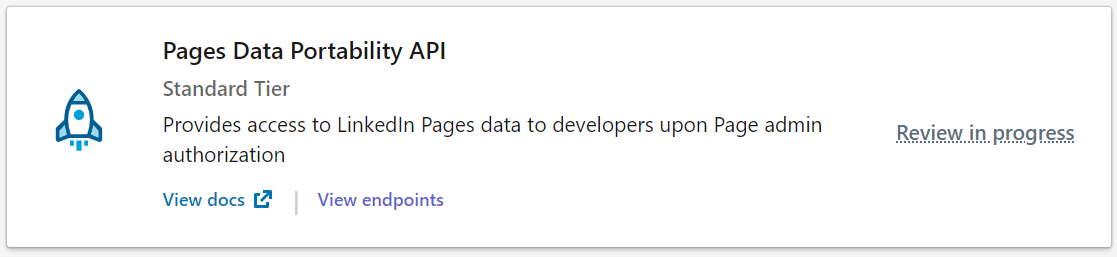 Pages Data Portability API
Standard Tier
Provides access to LinkedIn Pages data to developers upon Page admin
authorization
Review in progress
View docs | View endpoints